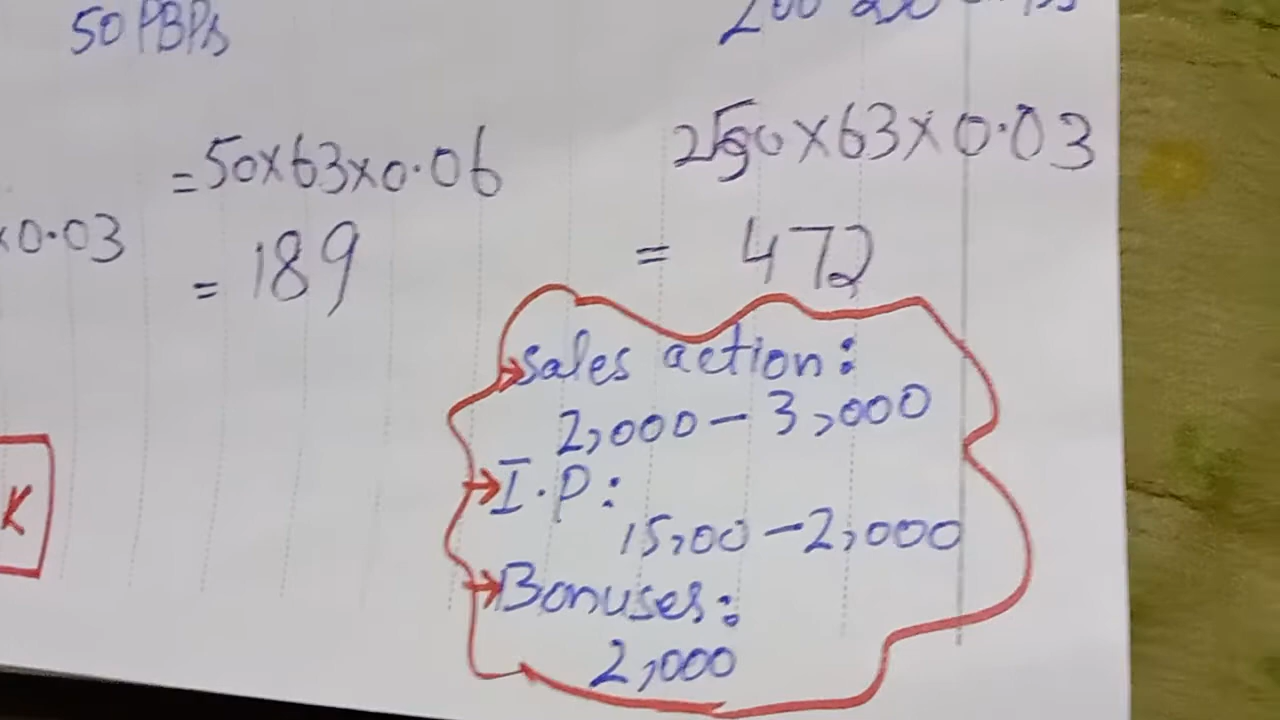 50 PBPs
=50x63x0.06
250x63x0.03
x0.03
= 189
= 472
Sales action:
2,000-3,000
I.P:
K
15,00-2,000
Bonuses:
2,000